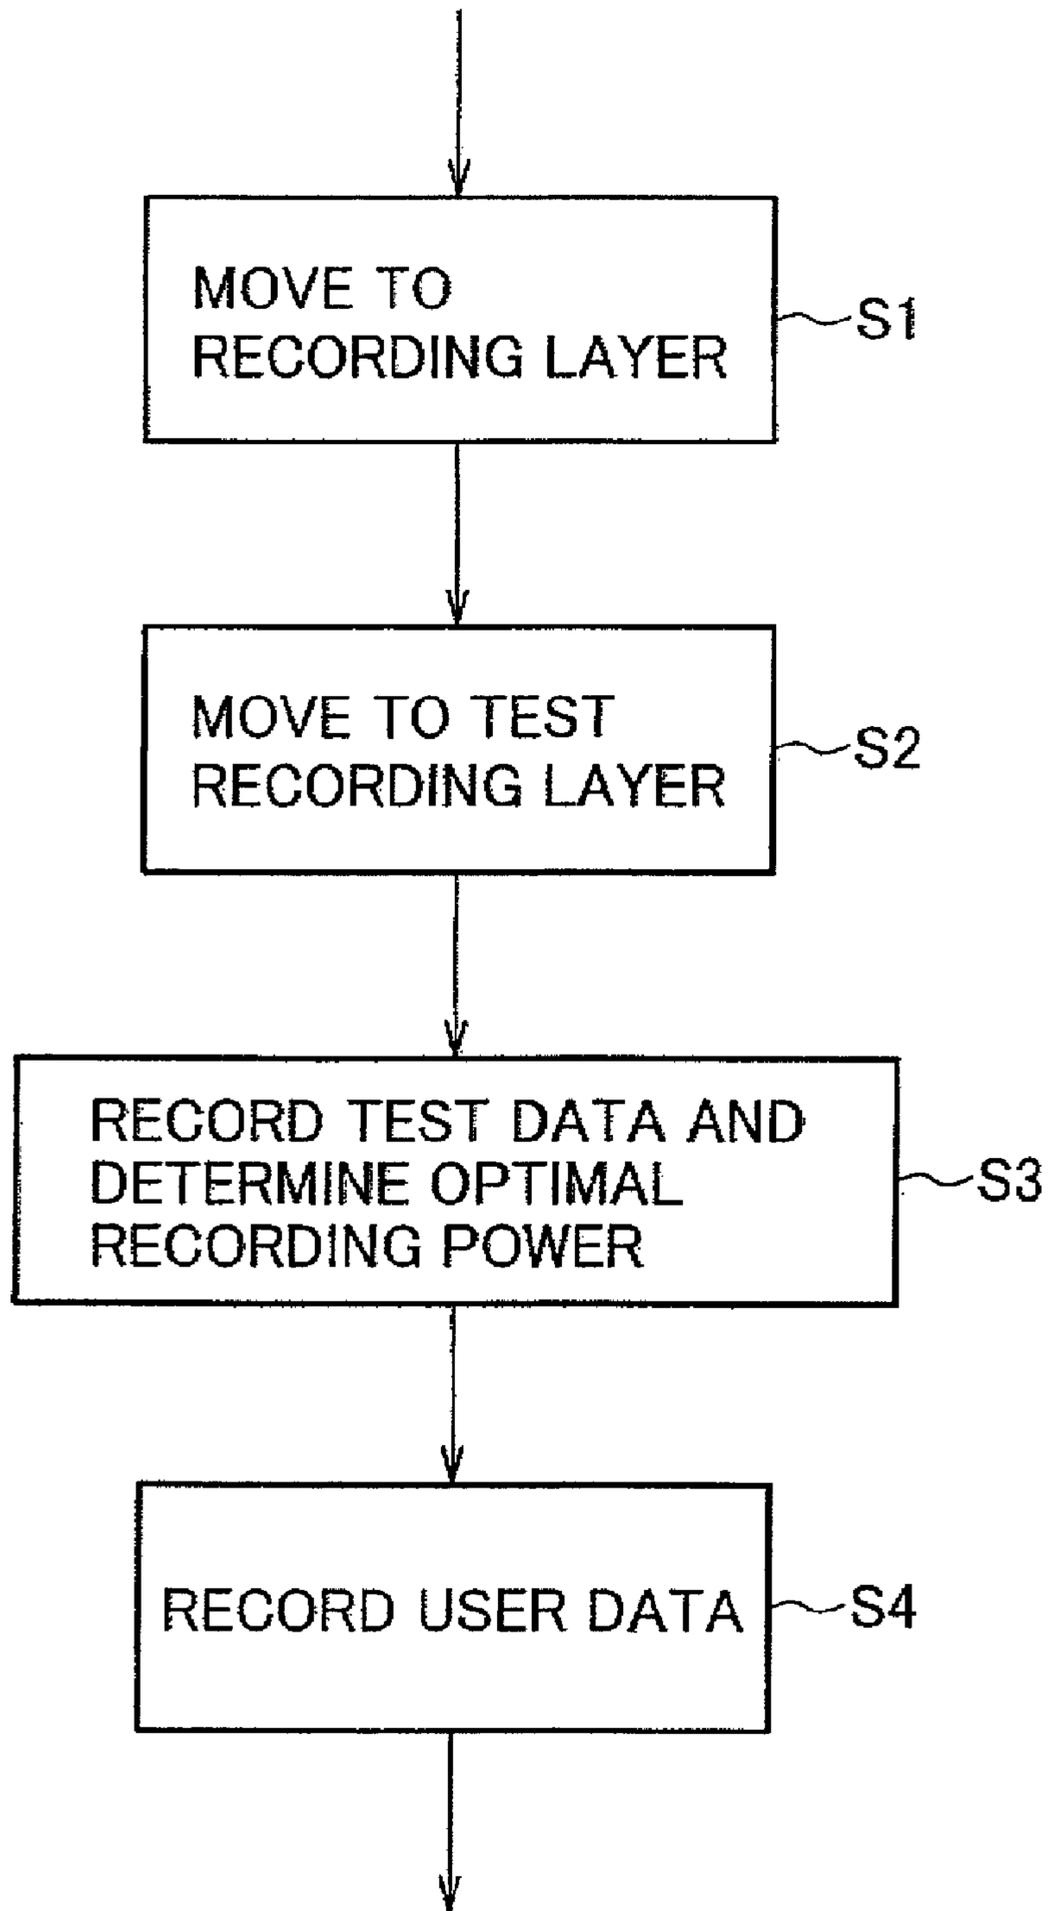 MOVE TO
RECORDING LAYER
S1
MOVE TO TEST
RECORDING LAYER
S2
RECORD TEST DATA AND
DETERMINE OPTIMAL
RECORDING POWER
S3
RECORD USER DATA
S4